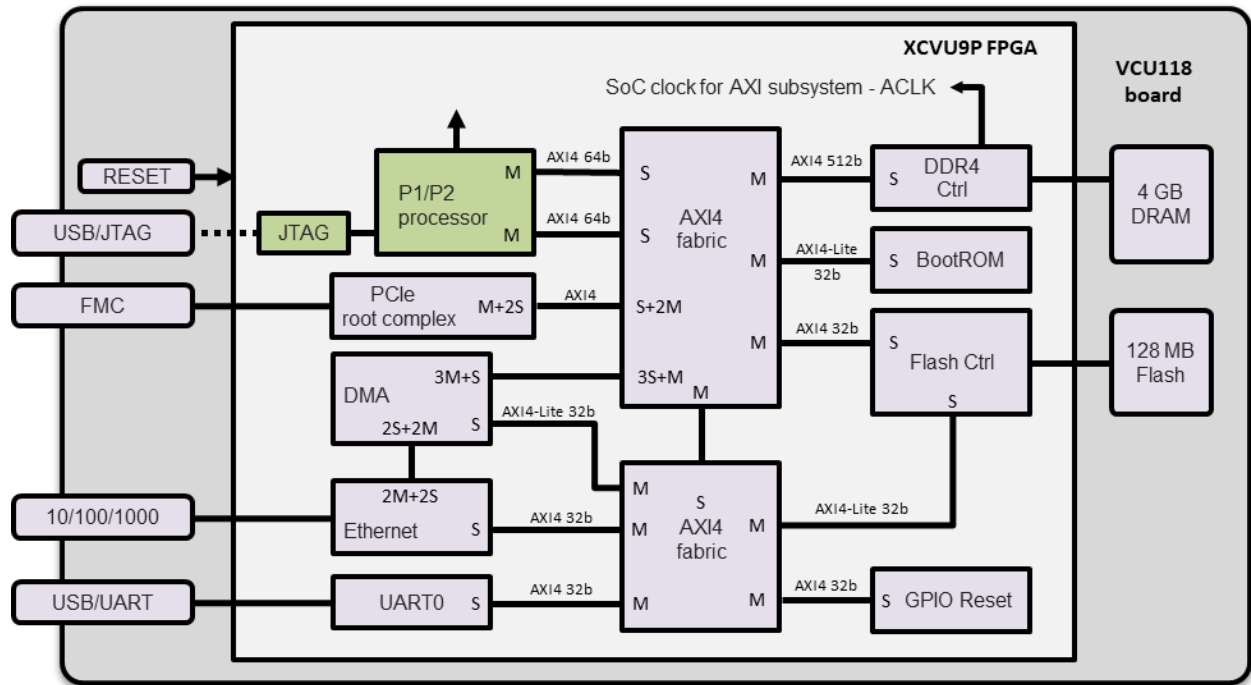 XCVU9P FPGA
VCU118
board
SoC clock for AXI subsystem - ACLK
RESET
USB/JTAG
JTAG
P1/P2
processor
M
M
AXI4 64b
AXI4 64b
S
S
AXI4
fabric
M
M
M
S+2M
3S+M
M
AXI4 512b
S
DDR4
Ctrl
4 GB
DRAM
AXI4-Lite
32b
S
BootROM
FMC
PCIe
root complex
M+2S
AXI4
AXI4 32b
S
Flash Ctrl
S
128 MB
Flash
DMA
3M+S
S
2S+2M
AXI4-Lite 32b
10/100/1000
2M+2S
Ethernet
S
AXI4 32b
M
S
M
AXI4
fabric
M
M
M
AXI4-Lite 32b
USB/UART
UART0
S
AXI4 32b
AXI4 32b
S
GPIO Reset